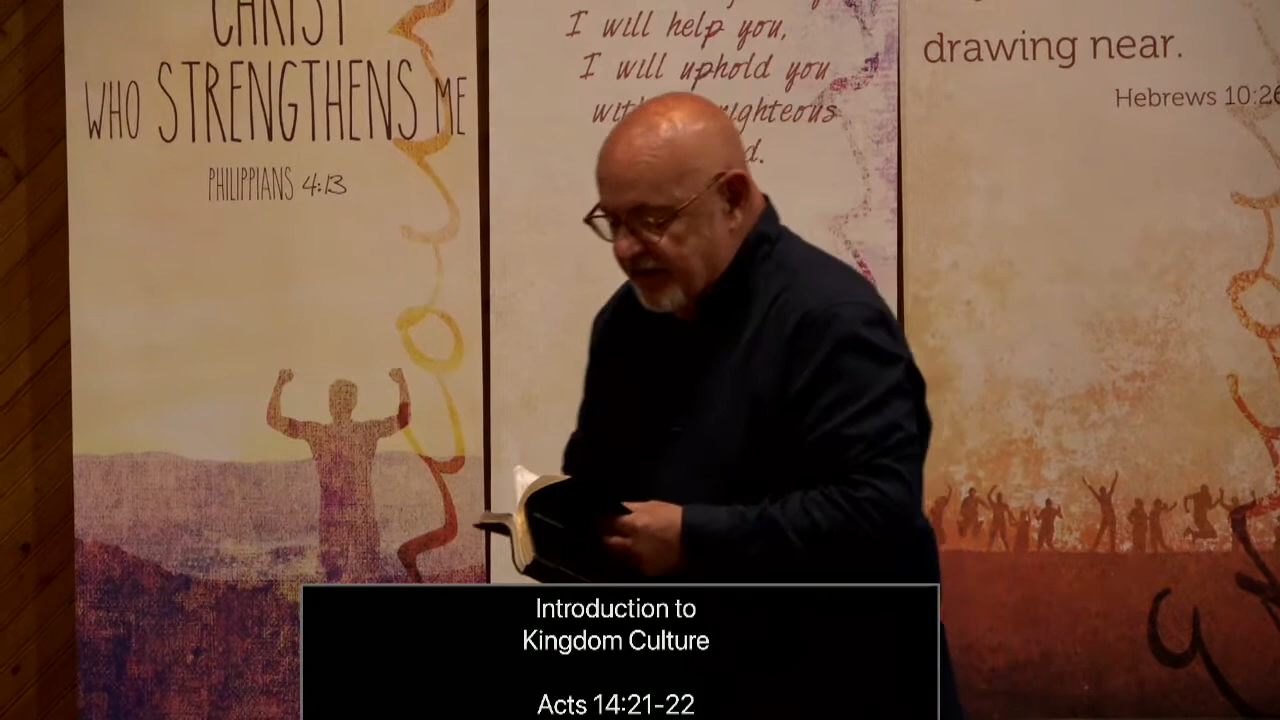 CHRIST
WHO STRENGTHENS ME
PHILIPPIANS 4:13
I will help you,
I will uphold you
drawing near.
Hebrews 10:26
Introduction to
Kingdom Culture
Acts 14:21-22